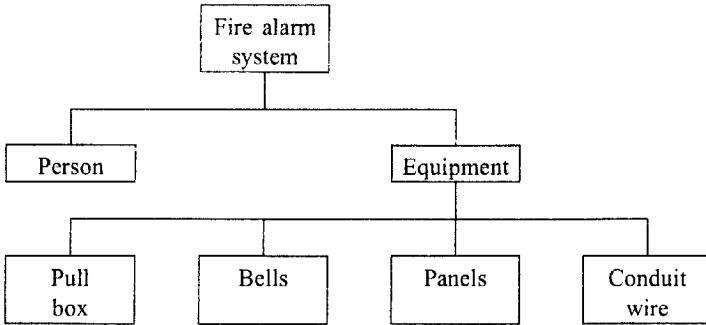 Fire alarm
system
Person
Equipment
Pull
box
Bells
Panels
Conduit
wire